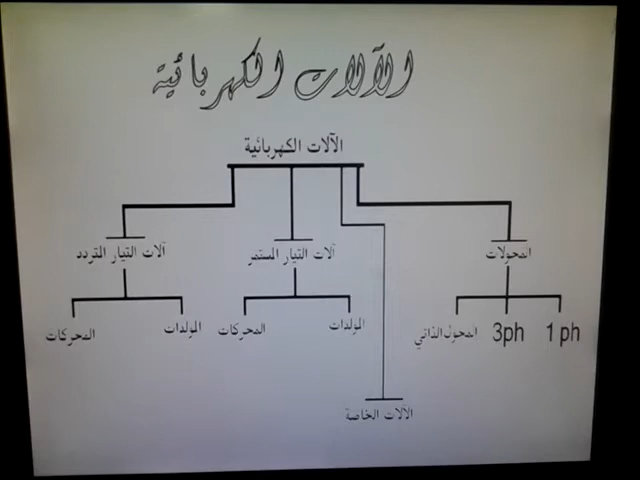 الآلات الكهربائية
الآلات الكهربائية
المحولات
آلات التيار المستمر
آلات التيار المتردد
1 ph
3ph
المحول الذاتي
المولدات
المحركات
المولدات
المحركات
الآلات الخاصة